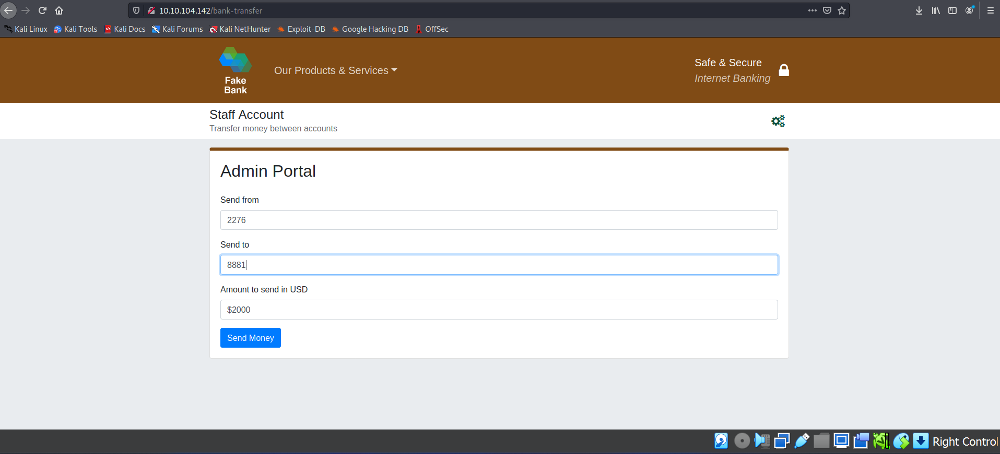 10.10.104.142/bank-transfer
Kali Linux Kali Tools Kali Docs Kali Forums Kali NetHunter Exploit-DB Google Hacking DB OffSec
Fake
Bank
Our Products & Services
Safe & Secure
Internet Banking
Staff Account
Transfer money between accounts
Admin Portal
Send from
2276
Send to
8881
Amount to send in USD
$2000
Send Money
Right Control